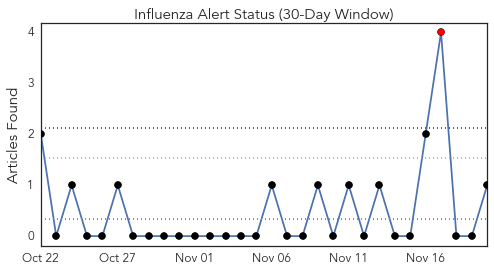 Influenza Alert Status (30-Day Window)
Articles Found
4
3
2
1
0
Oct 22 Oct 27 Nov 01 Nov 06 Nov 11 Nov 16